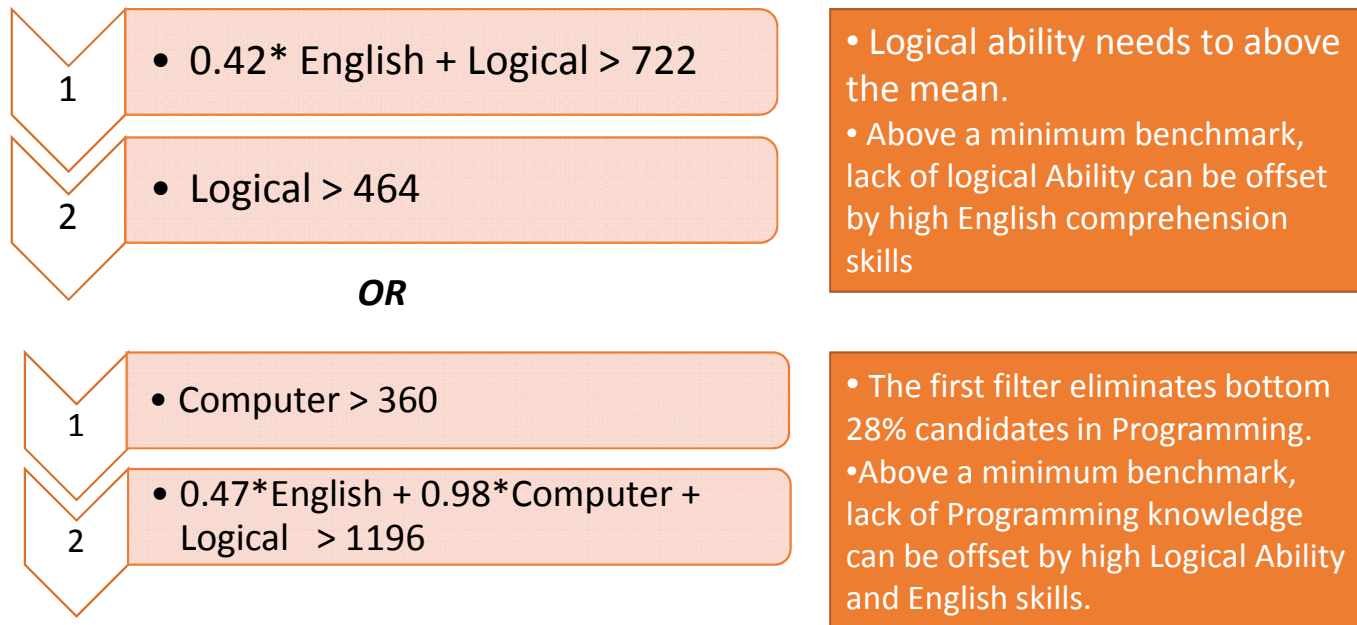 1
• 0.42* English + Logical > 722
2
• Logical > 464
• Logical ability needs to above
the mean.
• Above a minimum benchmark,
lack of logical Ability can be offset
by high English comprehension
skills
OR
1
• Computer > 360
2
• 0.47*English + 0.98*Computer +
Logical > 1196
• The first filter eliminates bottom
28% candidates in Programming.
•Above a minimum benchmark,
lack of Programming knowledge
can be offset by high Logical Ability
and English skills.